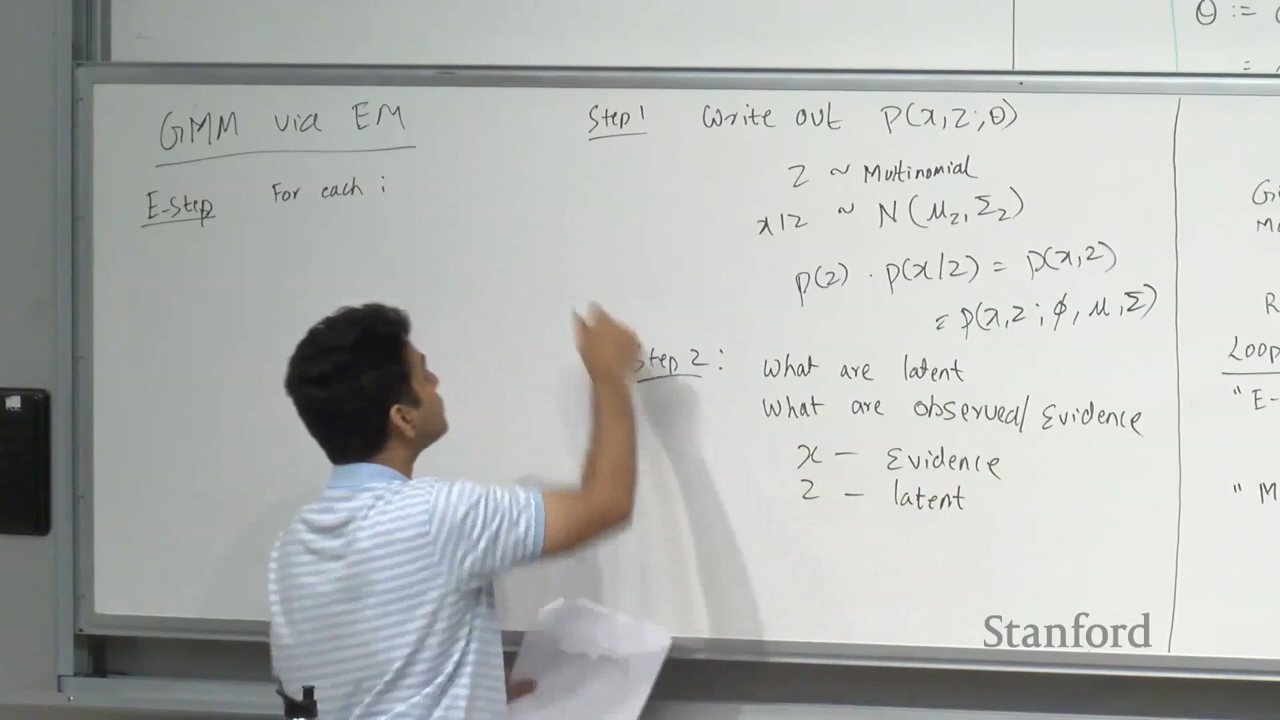 GMM via EM
E-Step For each i
Step 1 Write out P(x,z;θ)
z ~ Multinomial
x|z ~ N(μz, Σz)
p(z) · p(x|z) = p(x,z)
= p(x,z; φ, μ, Σ)
Step 2: What are latent
What are observed/Evidence
x – Evidence
z – latent
θ :=
=
Loop
"E-
"M
Stanford